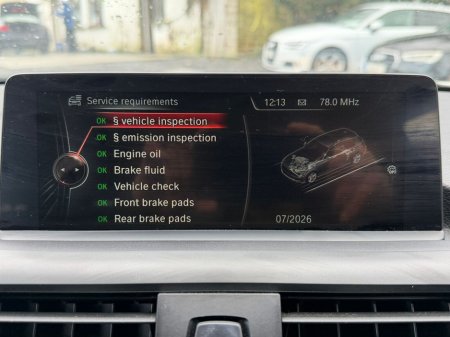 Service requirements 12:13 78.0 MHz
OK § vehicle inspection
OK § emission inspection
OK Engine oil
OK Brake fluid
OK Vehicle check
OK Front brake pads
OK Rear brake pads 07/2026